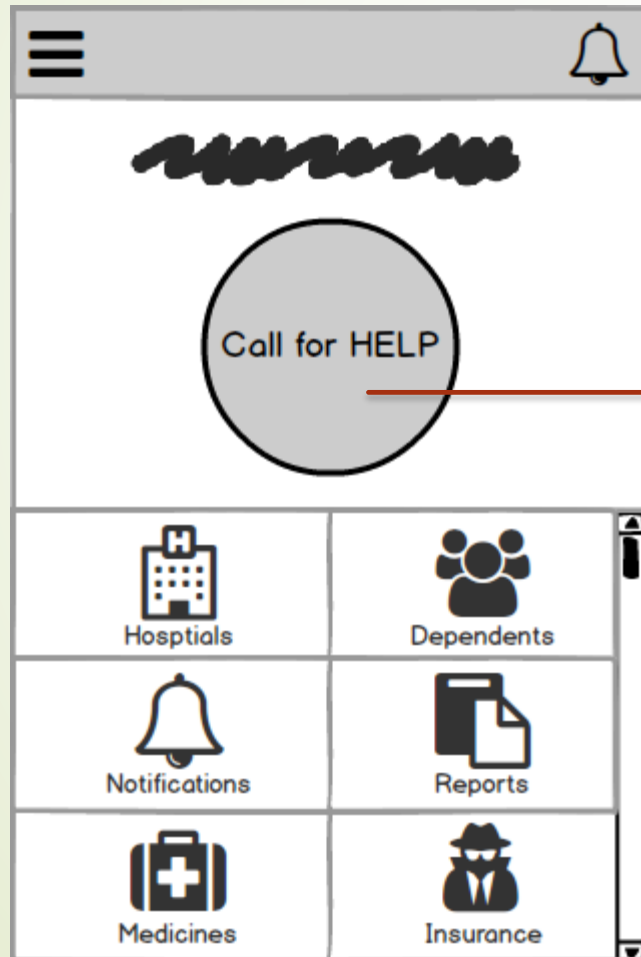 Call for HELP
Hosptials Dependents
Notifications Reports
Medicines Insurance